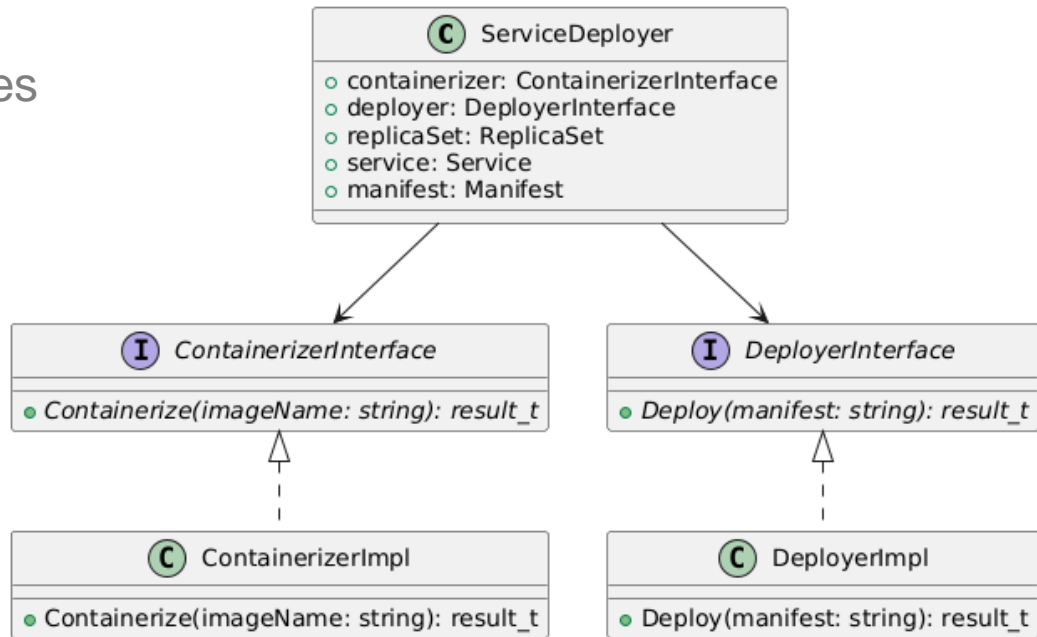 es
C ServiceDeployer
containerizer: ContainerizerInterface
deployer: DeployerInterface
replicaSet: ReplicaSet
service: Service
manifest: Manifest
I ContainerizerInterface
Containerize(imageName: string): result_t
I DeployerInterface
Deploy(manifest: string): result_t
C ContainerizerImpl
Containerize(imageName: string): result_t
C DeployerImpl
Deploy(manifest: string): result_t